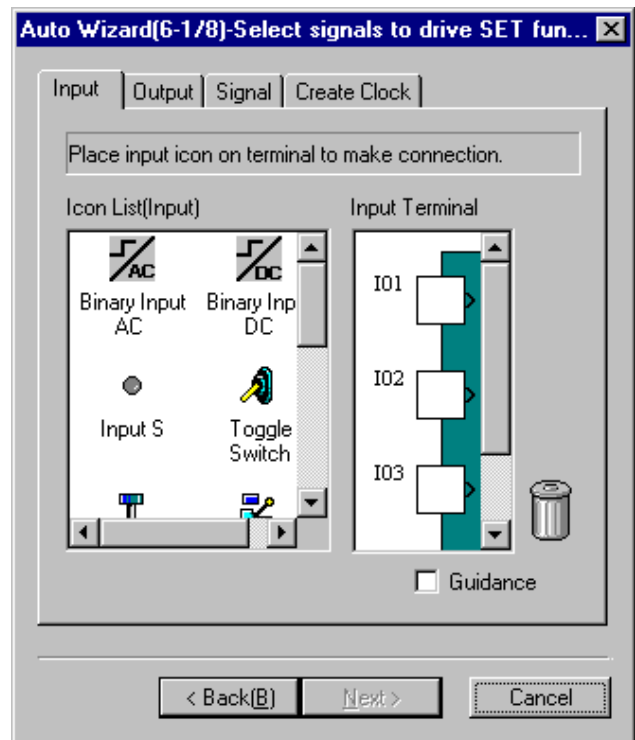 Auto Wizard(6-1/8)-Select signals to drive SET fun...
Input Output Signal Create Clock
Place input icon on terminal to make connection.
Icon List(Input) Input Terminal
AC DC
Binary Input Binary Inp
AC DC
Input S Toggle
Switch
I01
I02
I03
Guidance
< Back(B) Next > Cancel